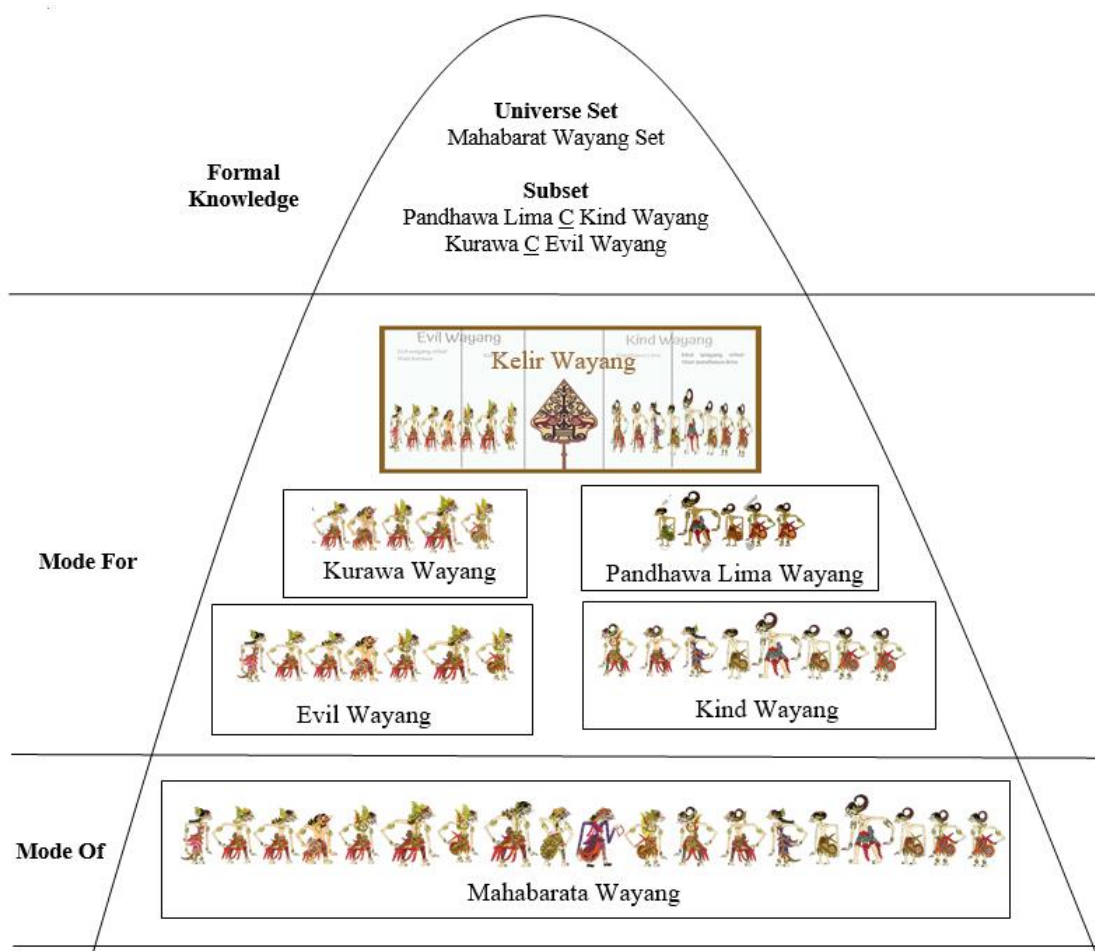 Universe Set
Mahabarat Wayang Set
Formal
Knowledge
Subset
Pandhawa Lima C Kind Wayang
Kurawa C Evil Wayang
Evil Wayang
Kind Wayang
Kelir Wayang
Mode For
Kurawa Wayang
Pandhawa Lima Wayang
Evil Wayang
Kind Wayang
Mode Of
Mahabarata Wayang